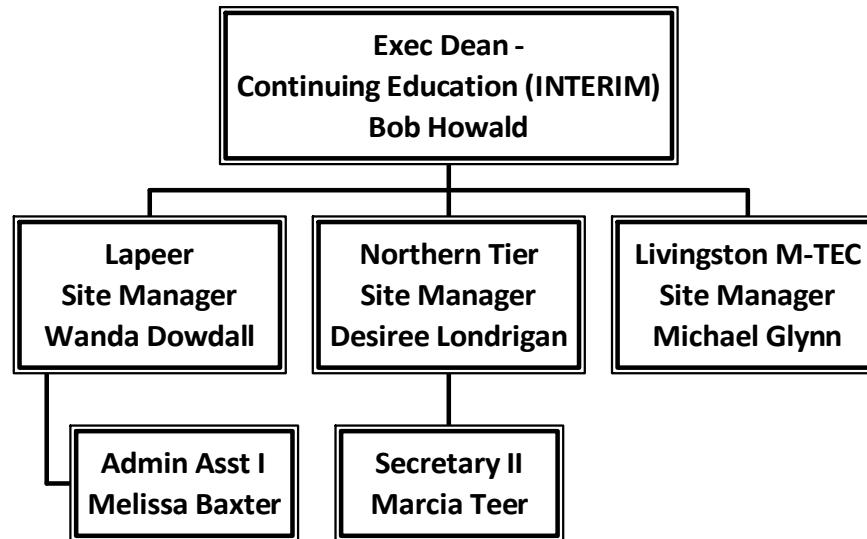 Exec Dean -
Continuing Education (INTERIM)
Bob Howald
Lapeer
Site Manager
Wanda Dowdall
Northern Tier
Site Manager
Desiree Londrigan
Livingston M-TEC
Site Manager
Michael Glynn
Admin Asst I
Melissa Baxter
Secretary II
Marcia Teer